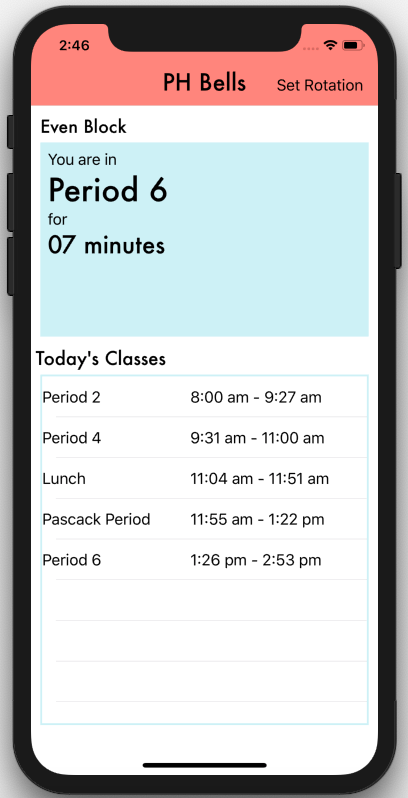 2:46
PH Bells Set Rotation
Even Block
You are in
Period 6
for
07 minutes
Today's Classes
Period 2 8:00 am - 9:27 am
Period 4 9:31 am - 11:00 am
Lunch 11:04 am - 11:51 am
Pascack Period 11:55 am - 1:22 pm
Period 6 1:26 pm - 2:53 pm